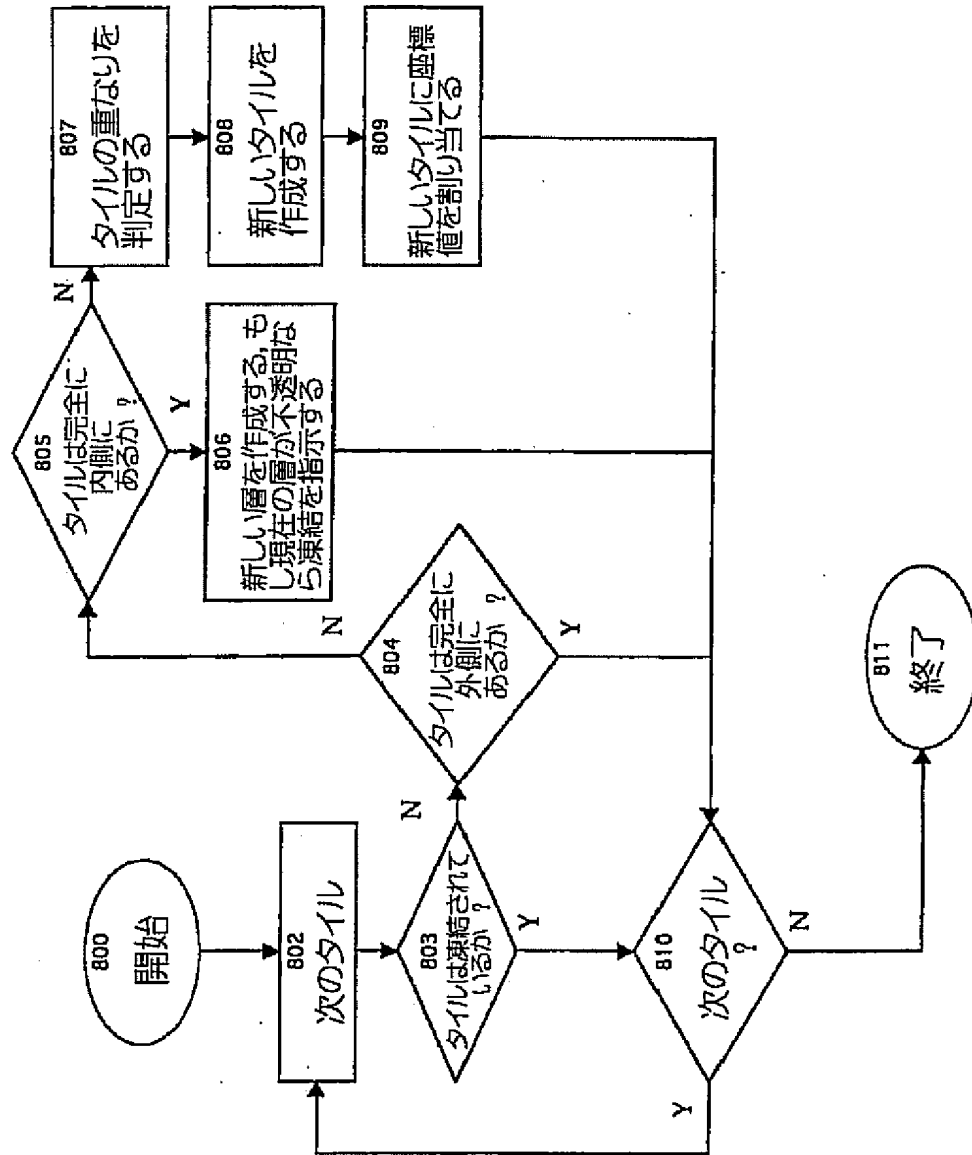 800
開始
802
次のタイル
803
タイルは凍結されて
いるか ?
N
Y
804
タイルは完全に
外側に
あるか ?
N
Y
805
タイルは完全に
内側に
あるか ?
N
Y
806
新しい層を作成する,も
し現在の層が不透明な
ら凍結を指示する
807
タイルの重なりを
判定する
808
新しいタイルを
作成する
809
新しいタイルに座標
値を割り当てる
810
次のタイル
?
Y
N
811
終了